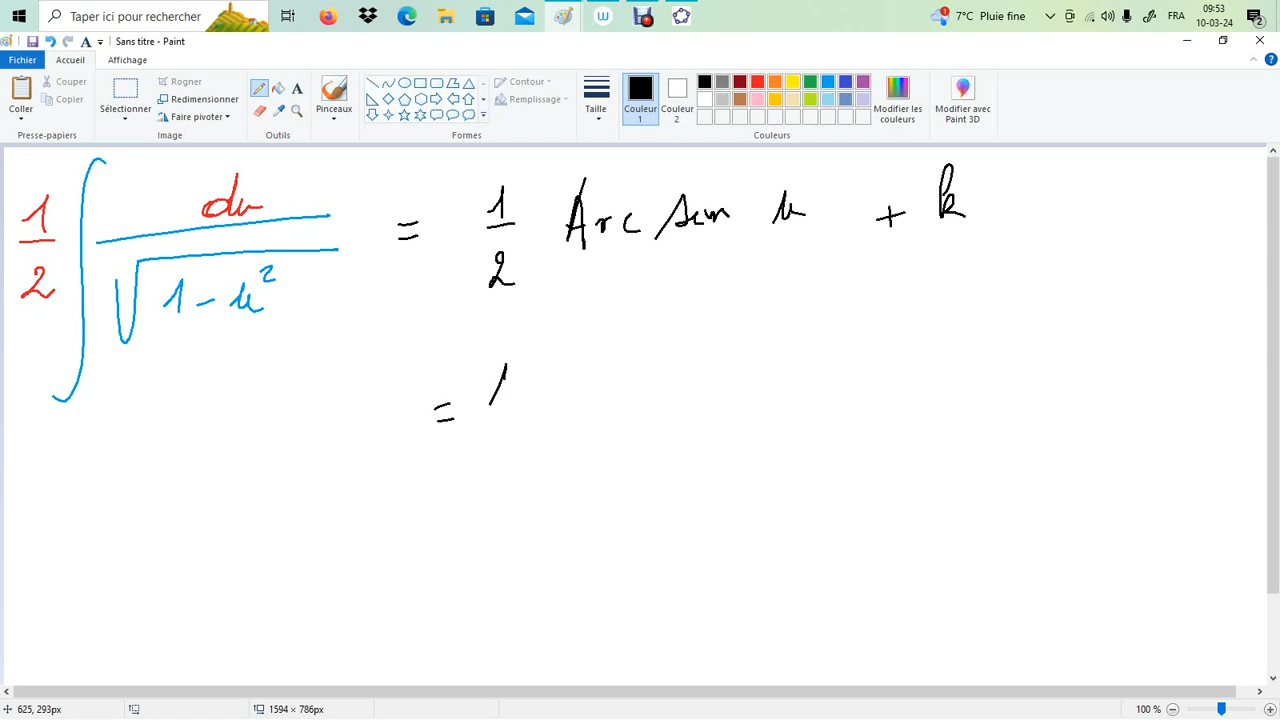 Taper ici pour rechercher
7°C Pluie fine
FRA
09:53
10-03-24
2
Sans titre - Paint
Fichier
Accueil
Affichage
Coller
Couper
Copier
Presse-papiers
Sélectionner
Rogner
Redimensionner
Faire pivoter
Image
A
Outils
Pinceaux
Contour
Remplissage
Formes
Taille
Couleur 1
Couleur 2
Modifier les couleurs
Couleurs
Modifier avec Paint 3D
1/2 ∫ du/√(1-u²) = 1/2 Arc sin u + k
= 1
625, 293px
1594 × 786px
100 %